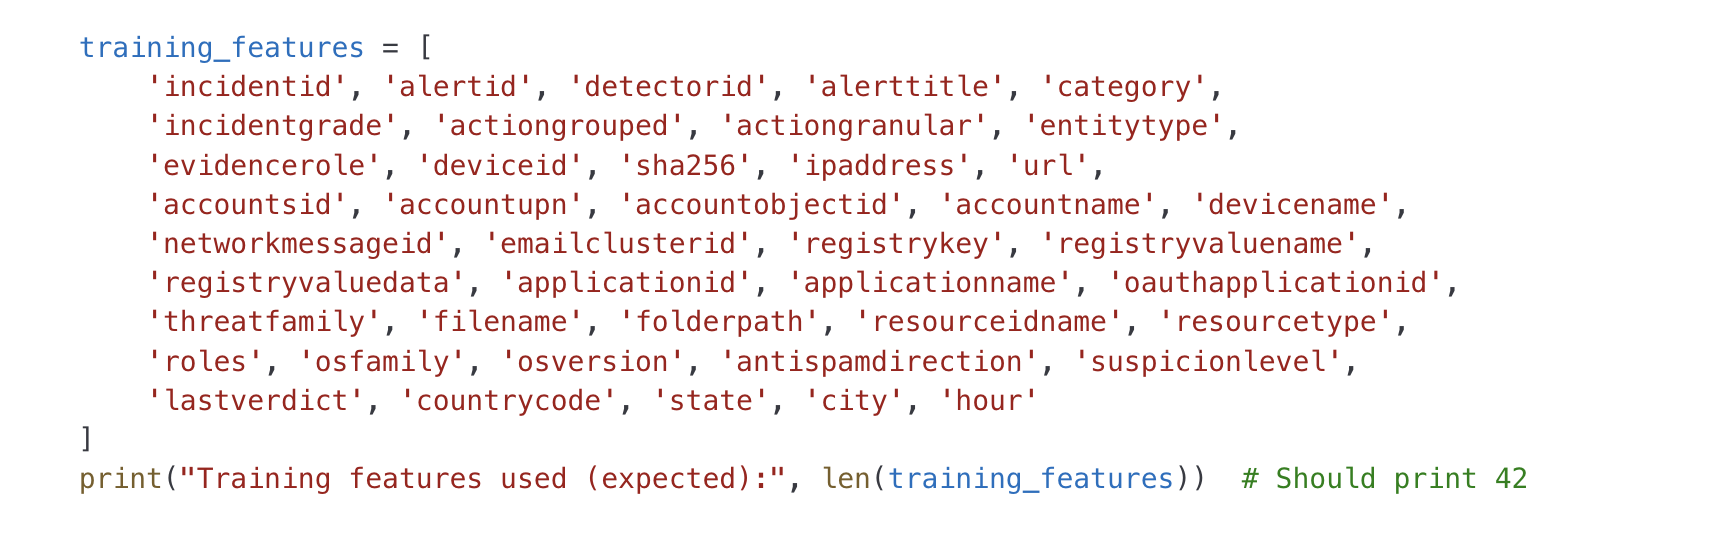 training_features = [
    'incidentid', 'alertid', 'detectorid', 'alerttitle', 'category',
    'incidentgrade', 'actiongrouped', 'actiongranular', 'entitytype',
    'evidencerole', 'deviceid', 'sha256', 'ipaddress', 'url',
    'accountsid', 'accountupn', 'accountobjectid', 'accountname', 'devicename',
    'networkmessageid', 'emailclusterid', 'registrykey', 'registryvaluename',
    'registryvaluedata', 'applicationid', 'applicationname', 'oauthapplicationid',
    'threatfamily', 'filename', 'folderpath', 'resourceidname', 'resourcetype',
    'roles', 'osfamily', 'osversion', 'antispamdirection', 'suspicionlevel',
    'lastverdict', 'countrycode', 'state', 'city', 'hour'
]
print("Training features used (expected):", len(training_features))  # Should print 42